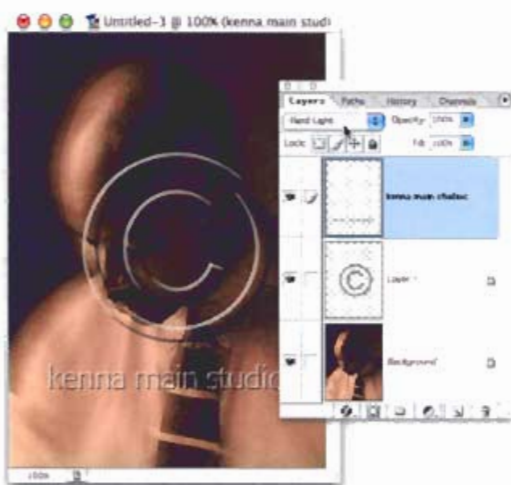 Untitled-3 @ 100% (kenna main studi
Layers Paths History Channels
Hard Light Opacity: 100%
Lock: Fill: 100%
kenna main studio
Layer 1
Background
kenna main studio
100%